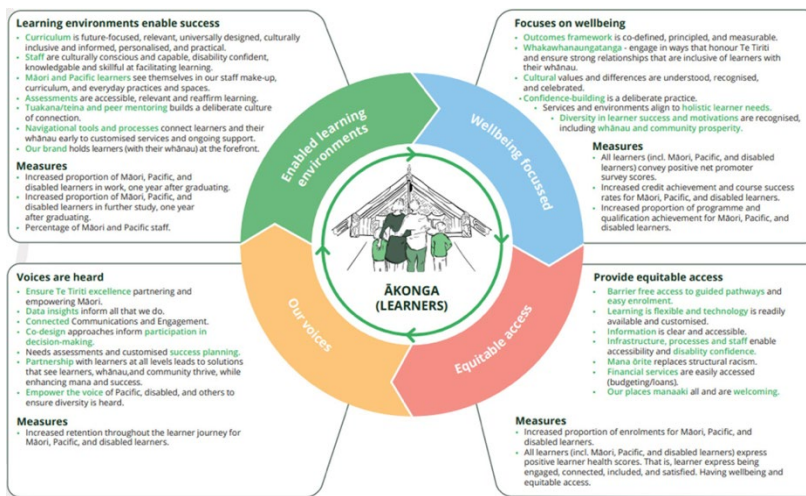 Learning environments enable success
• Curriculum is future-focused, relevant, universally designed, culturally
inclusive and informed, personalised, and practical.
• Staff are culturally conscious and capable, disability confident,
knowledgable and skillful at facilitating learning.
• Māori and Pacific learners see themselves in our staff make-up,
curriculum, and everyday practices and spaces.
• Assessments are accessible, relevant and reaffirm learning.
• Tuakana/teina and peer mentoring builds a deliberate culture
of connection.
• Navigational tools and processes connect learners and their
whānau early to customised services and ongoing support.
• Our brand holds learners (with their whānau) at the forefront.
Measures
• Increased proportion of Māori, Pacific, and
disabled learners in work, one year after graduating.
• Increased proportion of Māori, Pacific, and
disabled learners in further study, one year
after graduating.
• Percentage of Māori and Pacific staff.
Focuses on wellbeing
• Outcomes framework is co-defined, principled, and measurable.
• Whakawhanaungatanga - engage in ways that honour Te Tiriti
and ensure strong relationships that are inclusive of learners with
their whānau.
• Cultural values and differences are understood, recognised,
and celebrated.
• Confidence-building is a deliberate practice.
• Services and environments align to holistic learner needs.
• Diversity in learner success and motivations are recognised,
including whānau and community prosperity.
Measures
• All learners (incl. Māori, Pacific, and disabled
learners) convey positive net promoter
survey scores.
• Increased credit achievement and course success
rates for Māori, Pacific, and disabled learners.
• Increased proportion of programme and
qualification achievement for Māori, Pacific, and
disabled learners.
Enabled learning
environments
Wellbeing focussed
ĀKONGA
(LEARNERS)
Our voices
Equitable access
Voices are heard
• Ensure Te Tiriti excellence partnering and
empowering Māori.
• Data insights inform all that we do.
• Connected Communications and Engagement.
• Co-design approaches inform participation in
decision-making.
• Needs assessments and customised success planning.
• Partnership with learners at all levels leads to solutions
that see learners, whānau,and community thrive, while
enhancing mana and success.
• Empower the voice of Pacific, disabled, and others to
ensure diversity is heard.
Measures
• Increased retention throughout the learner journey for
Māori, Pacific, and disabled learners.
Provide equitable access
• Barrier free access to guided pathways and
easy enrolment.
• Learning is flexible and technology is readily
available and customised.
• Information is clear and accessible.
• Infrastructure, processes and staff enable
accessibility and disablity confidence.
• Mana ōrite replaces structural racism.
• Financial services are easily accessed
(budgeting/loans).
• Our places manaaki all and are welcoming.
Measures
• Increased proportion of enrolments for Māori, Pacific, and
disabled learners.
• All learners (incl. Māori, Pacific, and disabled learners) express
positive learner health scores. That is, learner express being
engaged, connected, included, and satisfied. Having wellbeing and
equitable access.